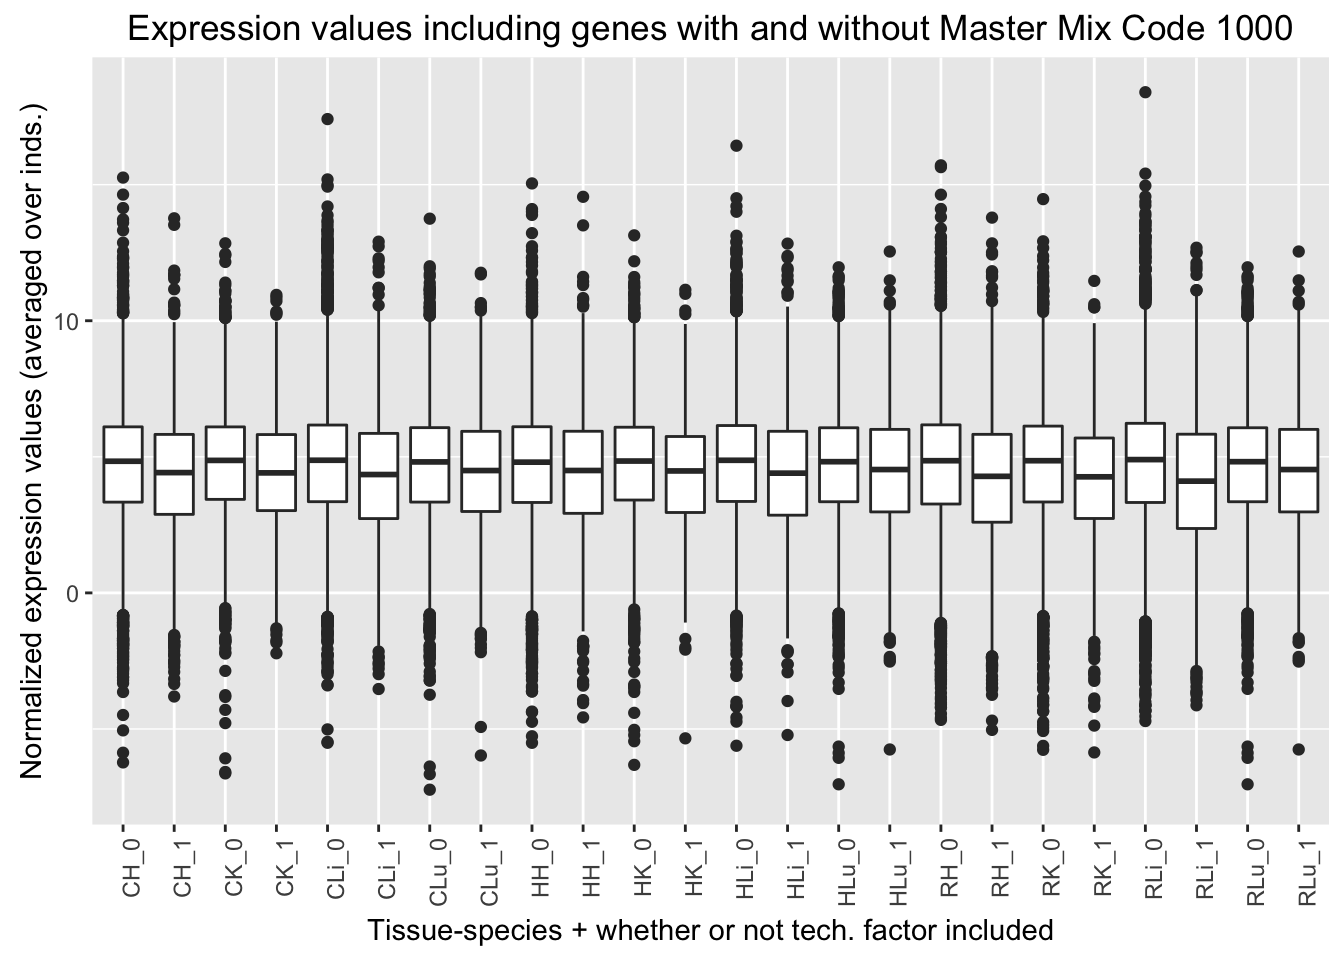 Expression values including genes with and without Master Mix Code 1000
Normalized expression values (averaged over inds.)
10
0
CH_0
CH_1
CK_0
CK_1
CLi_0
CLi_1
CLu_0
CLu_1
HH_0
HH_1
HK_0
HK_1
HLi_0
HLi_1
HLu_0
HLu_1
RH_0
RH_1
RK_0
RK_1
RLi_0
RLi_1
RLu_0
RLu_1
Tissue-species + whether or not tech. factor included